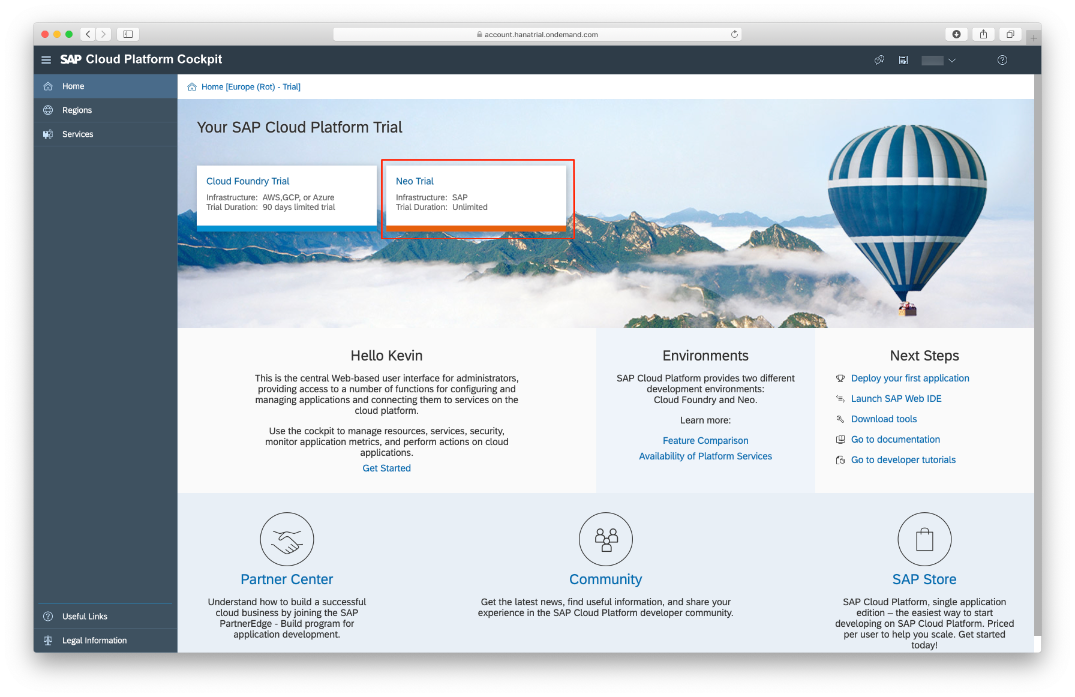 account.hanatrial.ondemand.com
SAP Cloud Platform Cockpit
Home
Regions
Services
Useful Links
Legal Information
Home [Europe (Rot) - Trial]
Your SAP Cloud Platform Trial
Cloud Foundry Trial
Infrastructure: AWS,GCP, or Azure
Trial Duration: 90 days limited trial
Neo Trial
Infrastructure: SAP
Trial Duration: Unlimited
Hello Kevin
This is the central Web-based user interface for administrators,
providing access to a number of functions for configuring and
managing applications and connecting them to services on the
cloud platform.
Use the cockpit to manage resources, services, security,
monitor application metrics, and perform actions on cloud
applications.
Get Started
Environments
SAP Cloud Platform provides two different
development environments:
Cloud Foundry and Neo.
Learn more:
Feature Comparison
Availability of Platform Services
Next Steps
Deploy your first application
Launch SAP Web IDE
Download tools
Go to documentation
Go to developer tutorials
Partner Center
Understand how to build a successful
cloud business by joining the SAP
PartnerEdge - Build program for
application development.
Community
Get the latest news, find useful information, and share your
experience in the SAP Cloud Platform developer community.
SAP Store
SAP Cloud Platform, single application
edition – the easiest way to start
developing on SAP Cloud Platform. Priced
per user to help you scale. Get started
today!